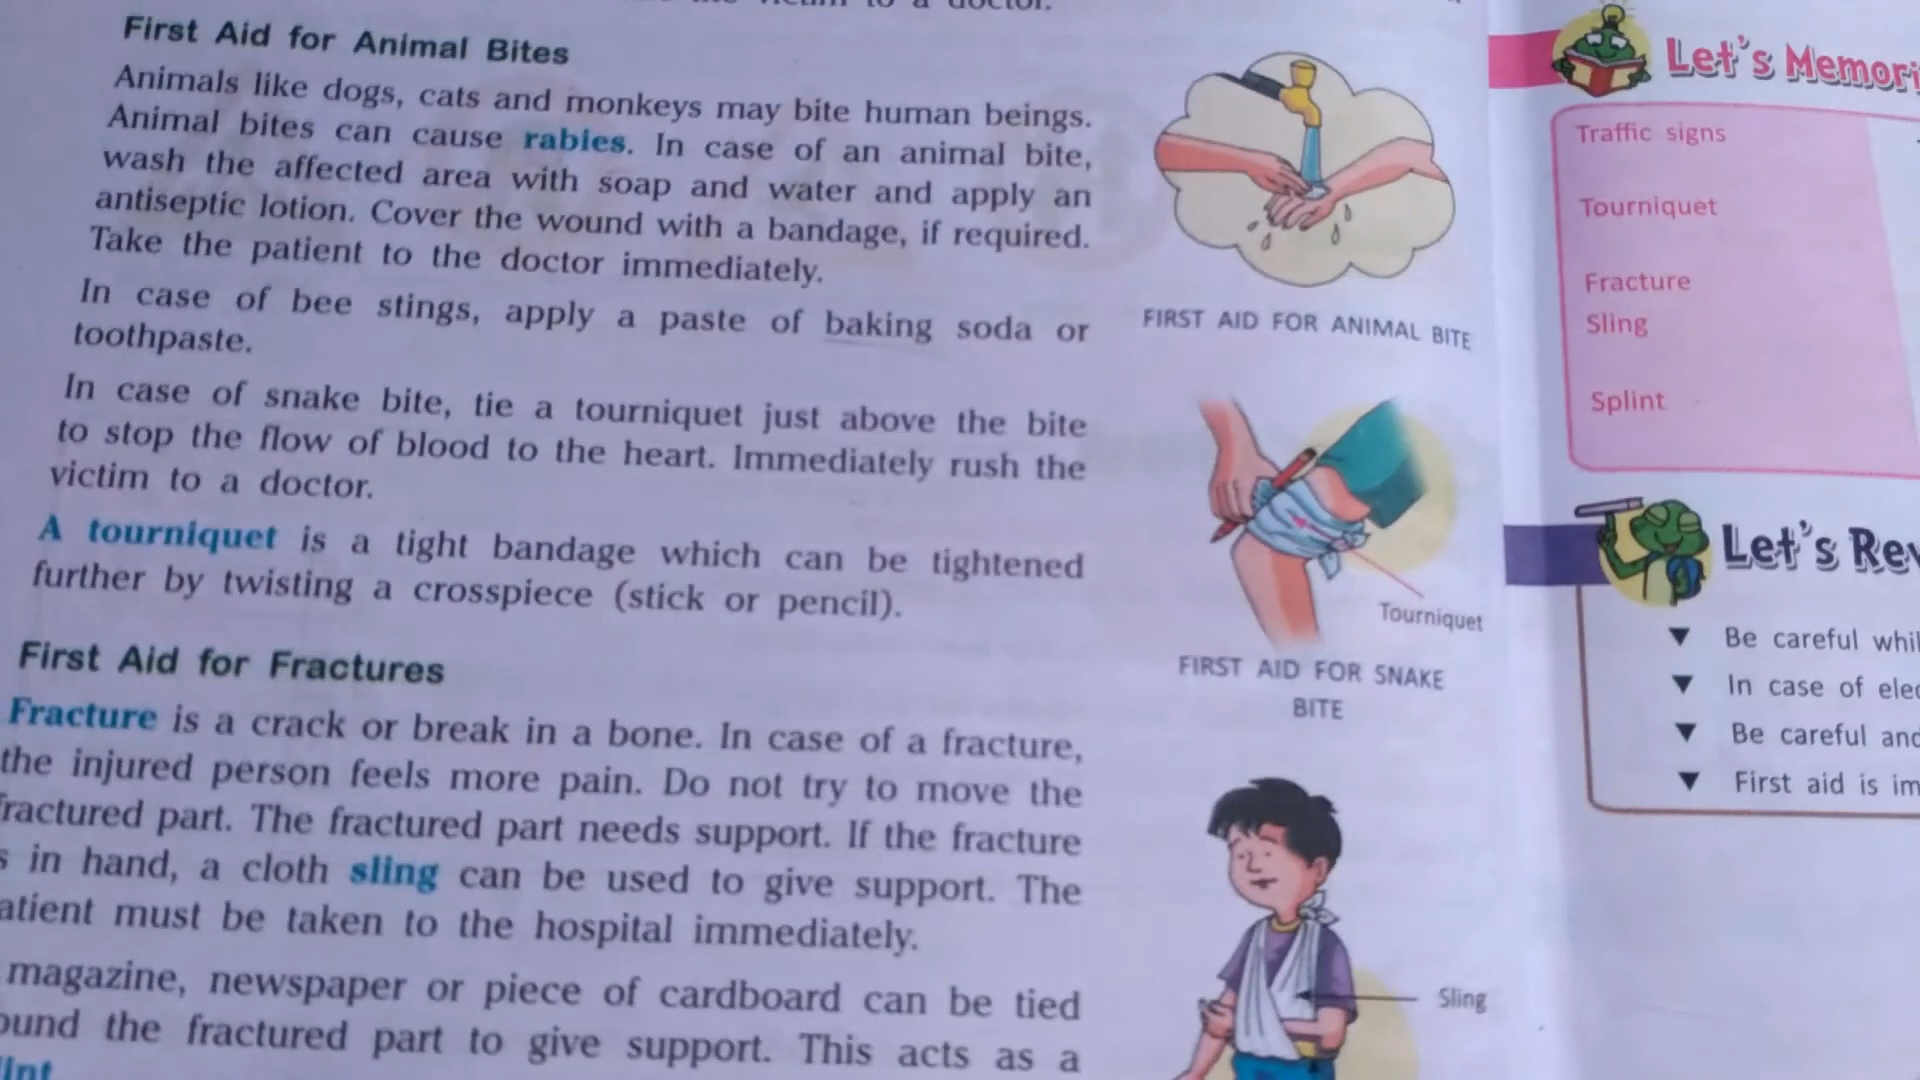 victim to a doctor.
First Aid for Animal Bites
Animals like dogs, cats and monkeys may bite human beings.
Animal bites can cause rabies. In case of an animal bite,
wash the affected area with soap and water and apply an
antiseptic lotion. Cover the wound with a bandage, if required.
Take the patient to the doctor immediately.
In case of bee stings, apply a paste of baking soda or
toothpaste.
In case of snake bite, tie a tourniquet just above the bite
to stop the flow of blood to the heart. Immediately rush the
victim to a doctor.
A tourniquet is a tight bandage which can be tightened
further by twisting a crosspiece (stick or pencil).
First Aid for Fractures
Fracture is a crack or break in a bone. In case of a fracture,
the injured person feels more pain. Do not try to move the
fractured part. The fractured part needs support. If the fracture
s in hand, a cloth sling can be used to give support. The
atient must be taken to the hospital immediately.
magazine, newspaper or piece of cardboard can be tied
ound the fractured part to give support. This acts as a
lint
FIRST AID FOR ANIMAL BITE
Tourniquet
FIRST AID FOR SNAKE
BITE
Sling
Let's Memori
Traffic signs
Tourniquet
Fracture
Sling
Splint
Let's Rev
▼ Be careful whil
▼ In case of elec
▼ Be careful and
▼ First aid is im